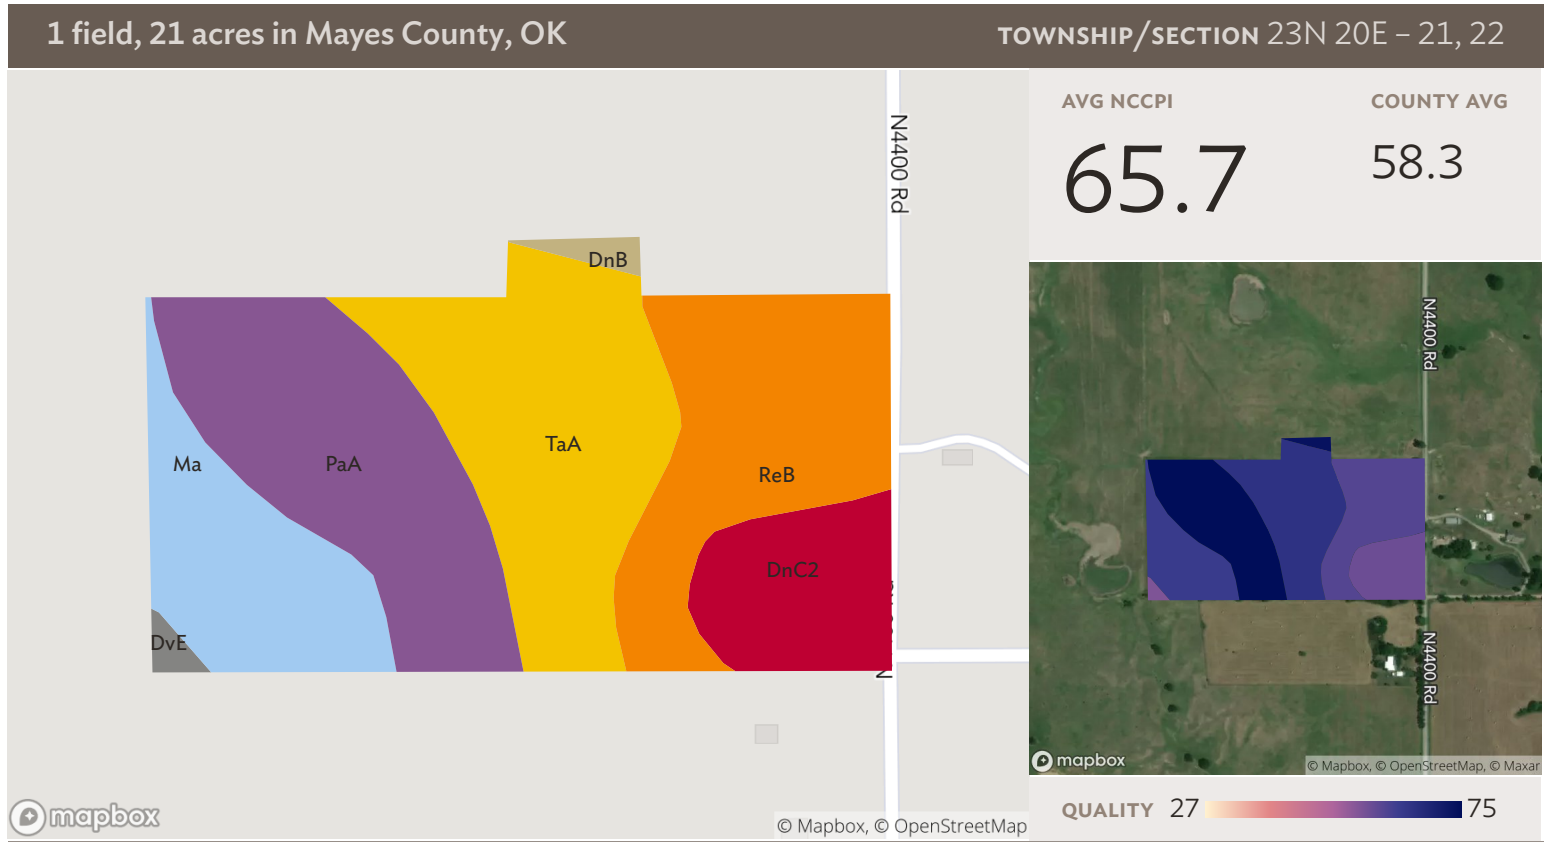 1 field, 21 acres in Mayes County, OK
TOWNSHIP/SECTION 23N 20E – 21, 22
N4400 Rd
DnB
Ma
PaA
TaA
ReB
DnC2
DvE
N
mapbox
© Mapbox, © OpenStreetMap
AVG NCCPI
65.7
COUNTY AVG
58.3
N4400 Rd
N4400 Rd
mapbox
© Mapbox, © OpenStreetMap, © Maxar
QUALITY 27 75